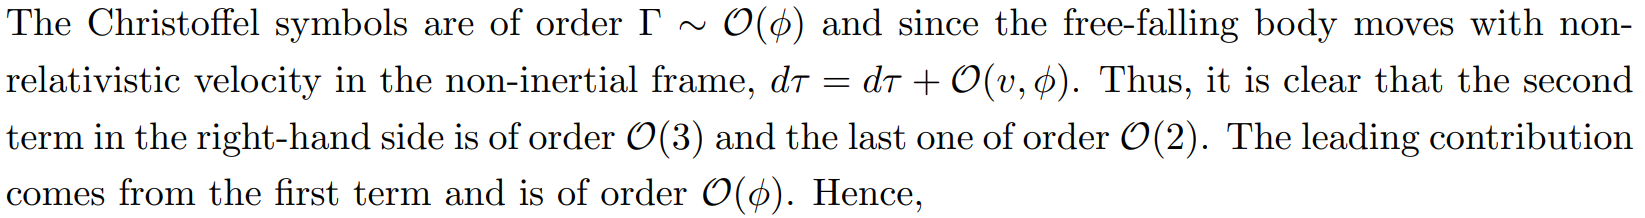 The Christoffel symbols are of order Γ ∼ 𝒪(ϕ) and since the free-falling body moves with non-
relativistic velocity in the non-inertial frame, dτ = dτ + 𝒪(v, ϕ). Thus, it is clear that the second
term in the right-hand side is of order 𝒪(3) and the last one of order 𝒪(2). The leading contribution
comes from the first term and is of order 𝒪(ϕ). Hence,